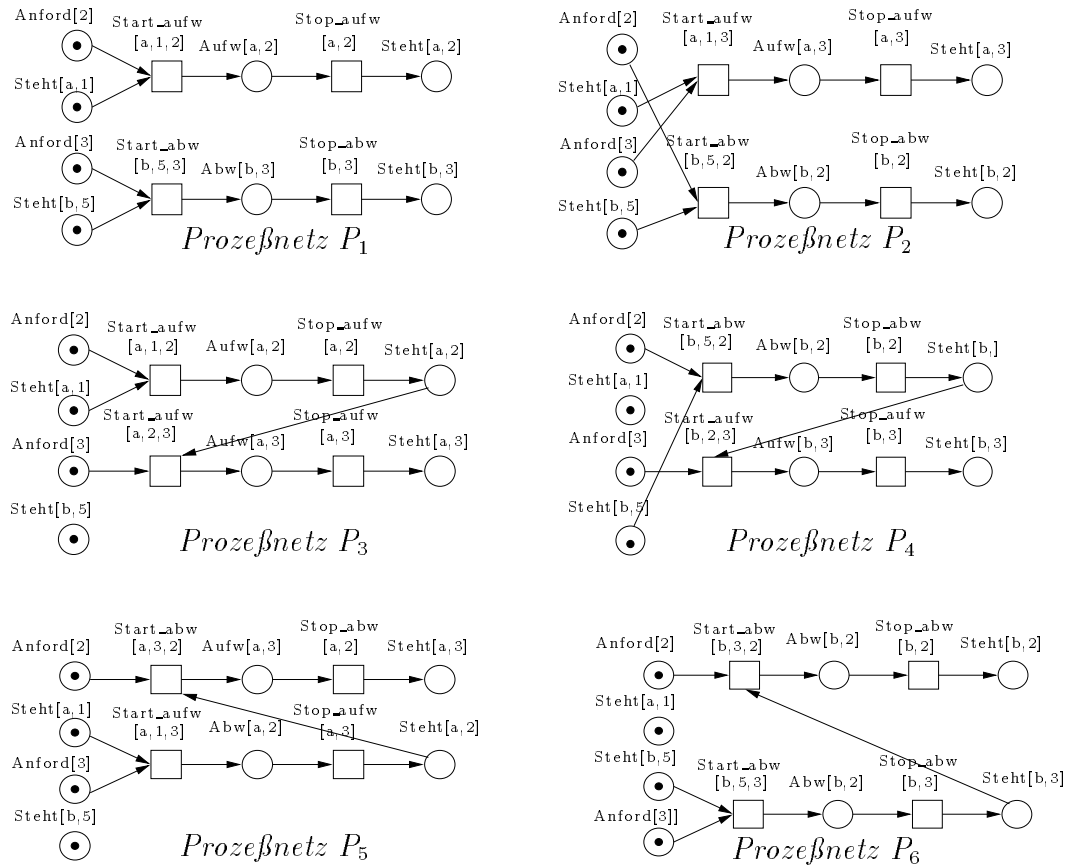 Anford[2]
Start_aufw
[a,1,2]
Aufw[a,2]
Stop_aufw
[a,2]
Steht[a,2]
Steht[a,1]
Anford[3]
Start_abw
[b,5,3]
Abw[b,3]
Stop_abw
[b,3]
Steht[b,3]
Steht[b,5]
Prozeßnetz P1
Anford[2]
Start_aufw
[a,1,3]
Aufw[a,3]
Stop_aufw
[a,3]
Steht[a,3]
Steht[a,1]
Anford[3]
Start_abw
[b,5,2]
Abw[b,2]
Stop_abw
[b,2]
Steht[b,2]
Steht[b,5]
Prozeßnetz P2
Anford[2]
Start_aufw
[a,1,2]
Aufw[a,2]
Stop_aufw
[a,2]
Steht[a,2]
Steht[a,1]
Start_aufw
[a,2,3]
Anford[3]
Aufw[a,3]
Stop_aufw
[a,3]
Steht[a,3]
Steht[b,5]
Prozeßnetz P3
Anford[2]
Start_abw
[b,5,2]
Abw[b,2]
Stop_abw
[b,2]
Steht[b,]
Steht[a,1]
Start_aufw
[b,2,3]
Anford[3]
Aufw[b,3]
Stop_aufw
[b,3]
Steht[b,3]
Steht[b,5]
Prozeßnetz P4
Anford[2]
Start_abw
[a,3,2]
Aufw[a,3]
Stop_abw
[a,2]
Steht[a,3]
Steht[a,1]
Start_aufw
[a,1,3]
Abw[a,2]
Stop_aufw
[a,3]
Steht[a,2]
Anford[3]
Steht[b,5]
Prozeßnetz P5
Anford[2]
Start_abw
[b,3,2]
Abw[b,2]
Stop_abw
[b,2]
Steht[b,2]
Steht[a,1]
Steht[b,5]
Start_abw
[b,5,3]
Abw[b,2]
Stop_abw
[b,3]
Steht[b,3]
Anford[3]]
Prozeßnetz P6